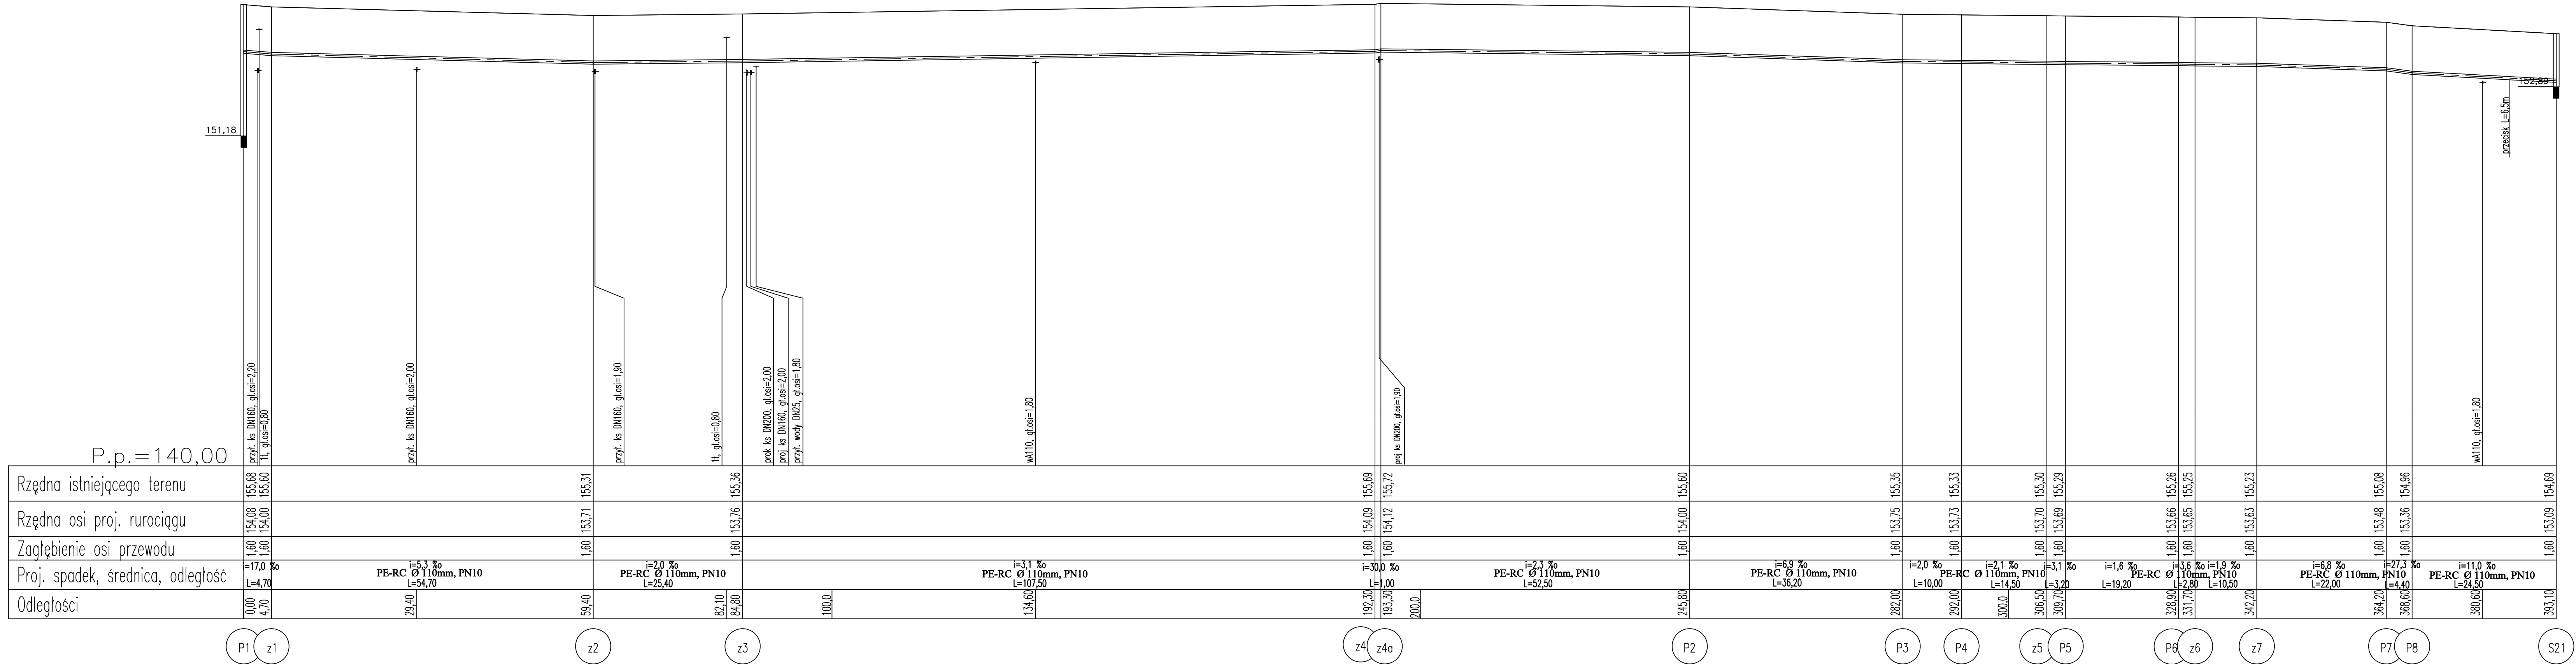 151,18
152,89
przecisk L=6,5m
przył. ks DN160, gł.osi=2,20
1t, gł.osi=0,80
przył. ks DN160, gł.osi=2,00
przył. ks DN160, gł.osi=1,90
1t, gł.osi=0,80
prok ks DN200, gł.osi=2,00
proj ks DN160, gł.osi=2,00
przył. wody DN25, gł.osi=1,80
wA110, gł.osi=1,80
proj ks DN200, gł.osi=1,90
wA110, gł.osi=1,80
P.p.=140,00
Rzędna istniejącego terenu 155,68 155,60 155,31 155,36 155,69 155,72 155,60 155,35 155,33 155,30 155,29 155,26 155,25 155,23 155,08 154,96 154,69
Rzędna osi proj. rurociągu 154,08 154,00 153,71 153,76 154,09 154,12 154,00 153,75 153,73 153,70 153,69 153,66 153,65 153,63 153,48 153,36 153,09
Zagłębienie osi przewodu 1,60 1,60 1,60 1,60 1,60 1,60 1,60 1,60 1,60 1,60 1,60 1,60 1,60 1,60 1,60 1,60 1,60
i=17,0 ‰ i=5,3 ‰ i=2,0 ‰ i=3,1 ‰ i=30,0 ‰ i=2,3 ‰ i=6,9 ‰ i=2,0 ‰ i=2,1 ‰ i=3,1 ‰ i=1,6 ‰ i=3,6 ‰ i=1,9 ‰ i=6,8 ‰ i=27,3 ‰ i=11,0 ‰
Proj. spadek, średnica, odległość PE-RC Ø 110mm, PN10 PE-RC Ø 110mm, PN10 PE-RC Ø 110mm, PN10 PE-RC Ø 110mm, PN10 PE-RC Ø 110mm, PN10 PE-RC Ø 110mm, PN10 PE-RC Ø 110mm, PN10 PE-RC Ø 110mm, PN10 PE-RC Ø 110mm, PN10
L=4,70 L=54,70 L=25,40 L=107,50 L=1,00 L=52,50 L=36,20 L=10,00 L=14,50 L=3,20 L=19,20 L=2,80 L=10,50 L=22,00 L=4,40 L=24,50
Odległości 0,00 4,70 29,40 59,40 82,10 84,80 100,0 134,60 192,30 193,30 200,0 245,80 282,00 292,00 300,0 306,50 309,70 328,90 331,70 342,20 364,20 368,60 380,60 393,10
P1 z1 z2 z3 z4 z4a P2 P3 P4 z5 P5 P6 z6 z7 P7 P8 S21